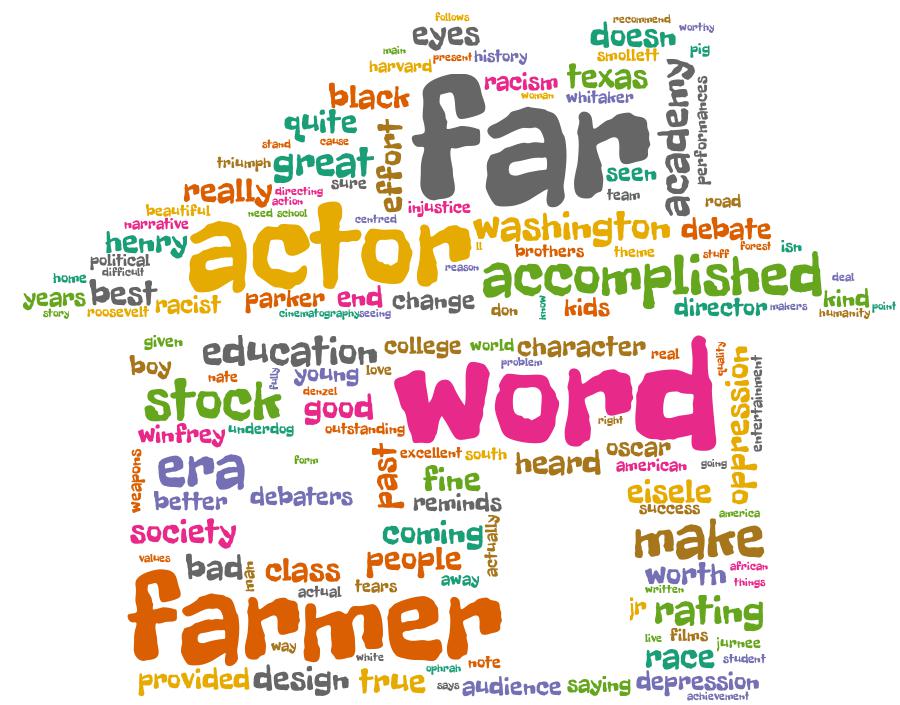 follows
recommend
eyes doesn worthy
main present history smollett pig
harvard racism texas
black woman whitaker
far
academy
performances
quite
effort
stand cause
triumph great seen
sure
really directing team
action road
beautiful need school injustice
narrative centred
actor washington debate
henry ll brothers theme stuff forest isn
political
difficult reason
home accomplished deal
years best racist parker end change don know kids director makers kind
story roosevelt cinematography seeing humanity point
given education college world character real quality
boy nate fully young love problem
denzel word
stock good
oppression
entertainment
winfrey underdog outstanding right
weapons era form past excellent south heard oscar
american going
better debaters fine
reminds
eisele
success
america
society coming actually make
values bad man class people
away
worth african
things
actual tears written
farmer jr rating
way live films jurnee
white race student
provided design true ophrah note
says audience saying depression
achievement